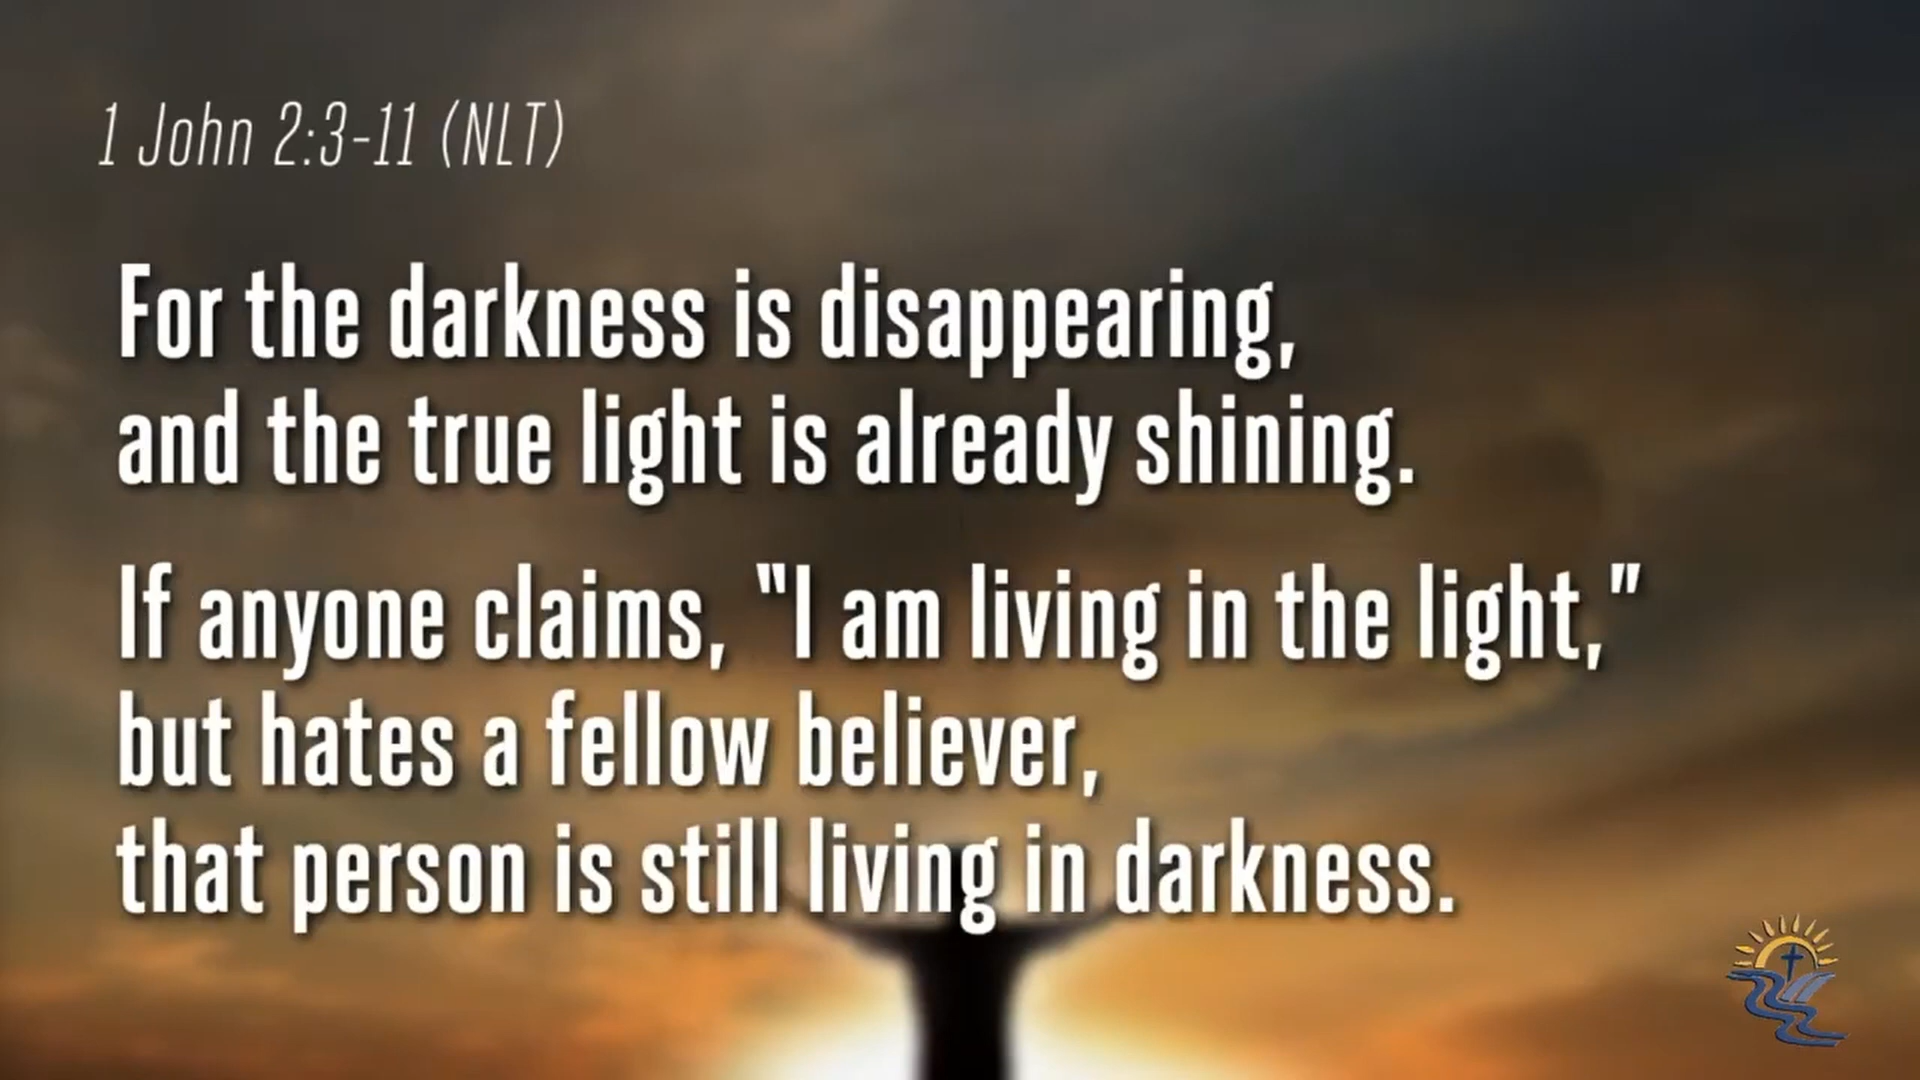 1 John 2:3-11 (NLT)
For the darkness is disappearing,
and the true light is already shining.
If anyone claims, "I am living in the light,"
but hates a fellow believer,
that person is still living in darkness.